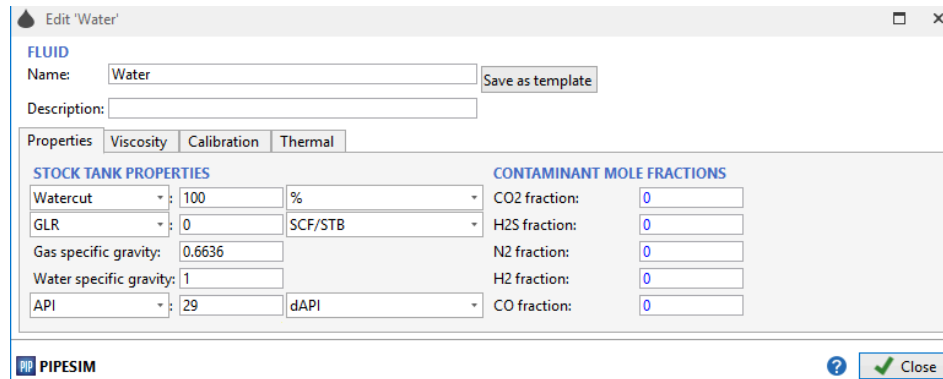 Edit 'Water'
FLUID
Name: Water Save as template
Description:
Properties Viscosity Calibration Thermal
STOCK TANK PROPERTIES CONTAMINANT MOLE FRACTIONS
Watercut : 100 % CO2 fraction: 0
GLR : 0 SCF/STB H2S fraction: 0
Gas specific gravity: 0.6636 N2 fraction: 0
Water specific gravity: 1 H2 fraction: 0
API : 29 dAPI CO fraction: 0
PIP PIPESIM ? Close